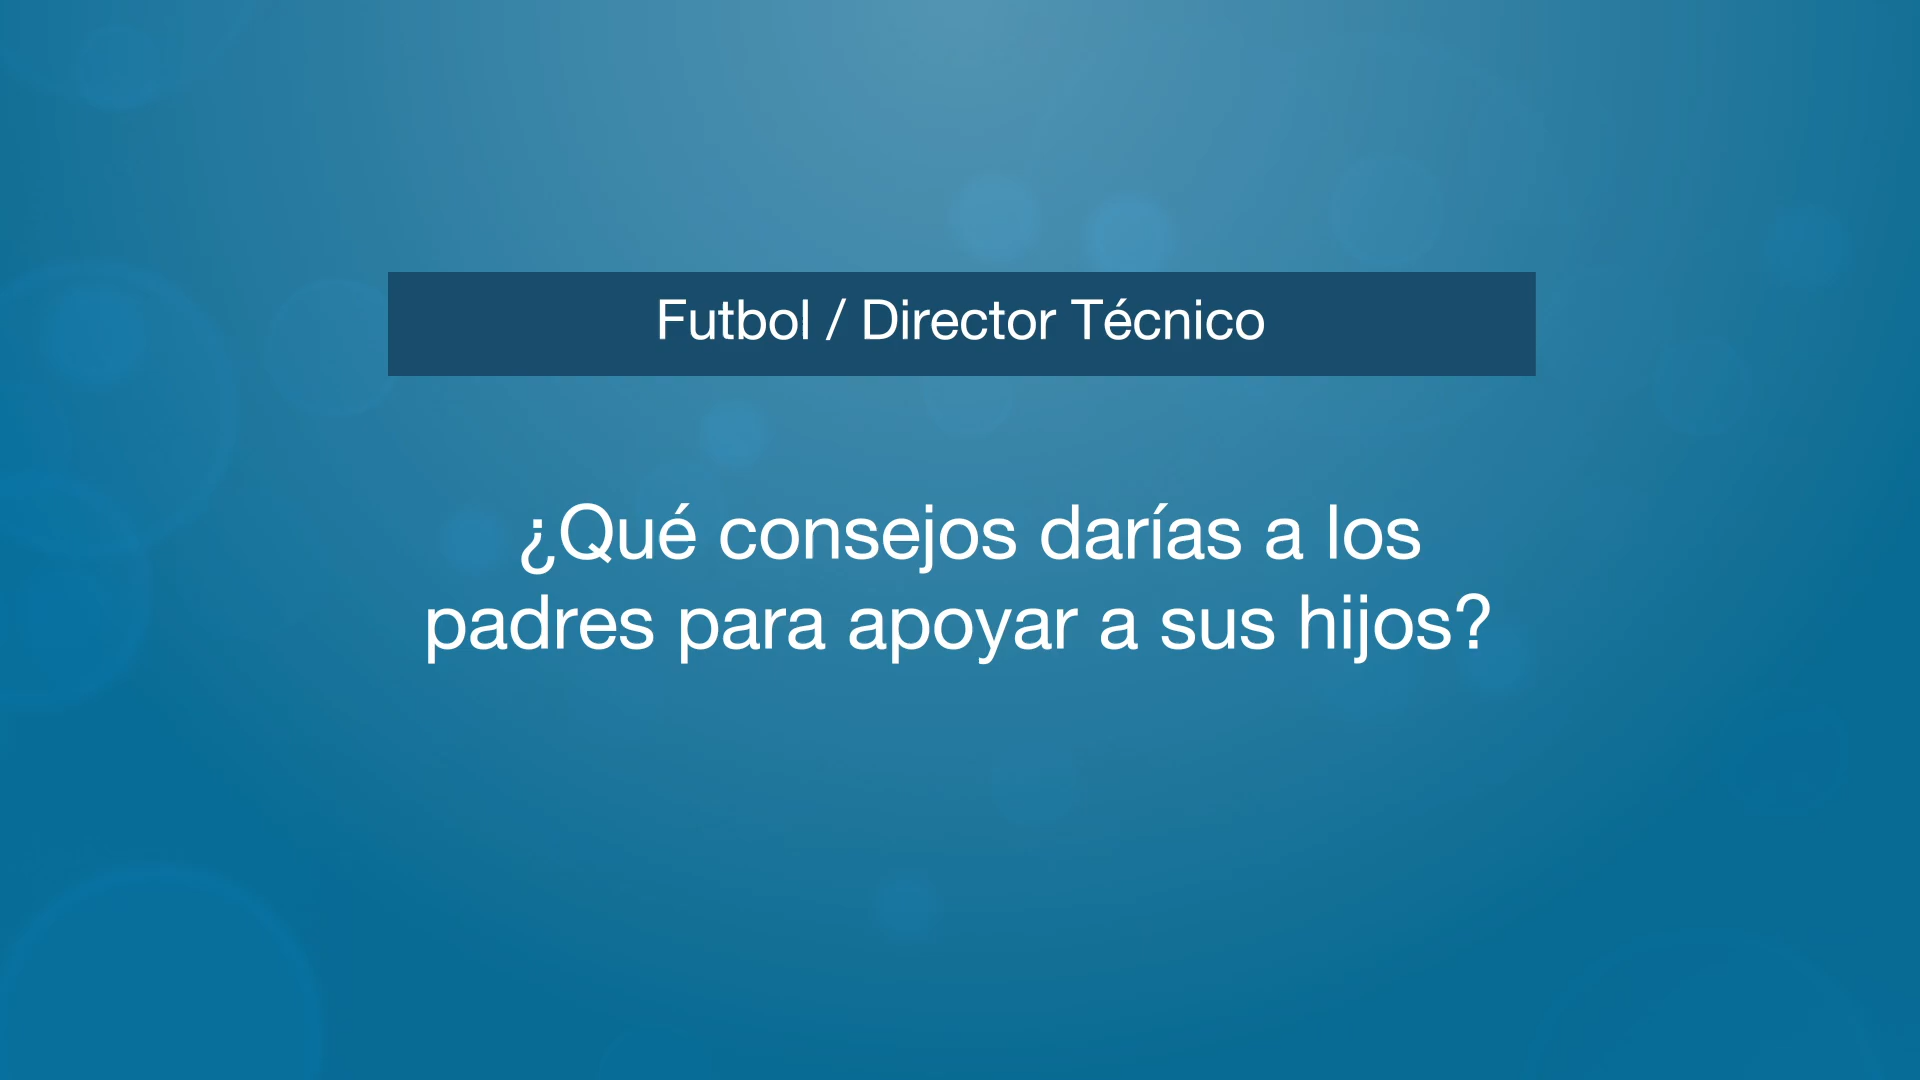 Futbol / Director Técnico
¿Qué consejos darías a los
padres para apoyar a sus hijos?